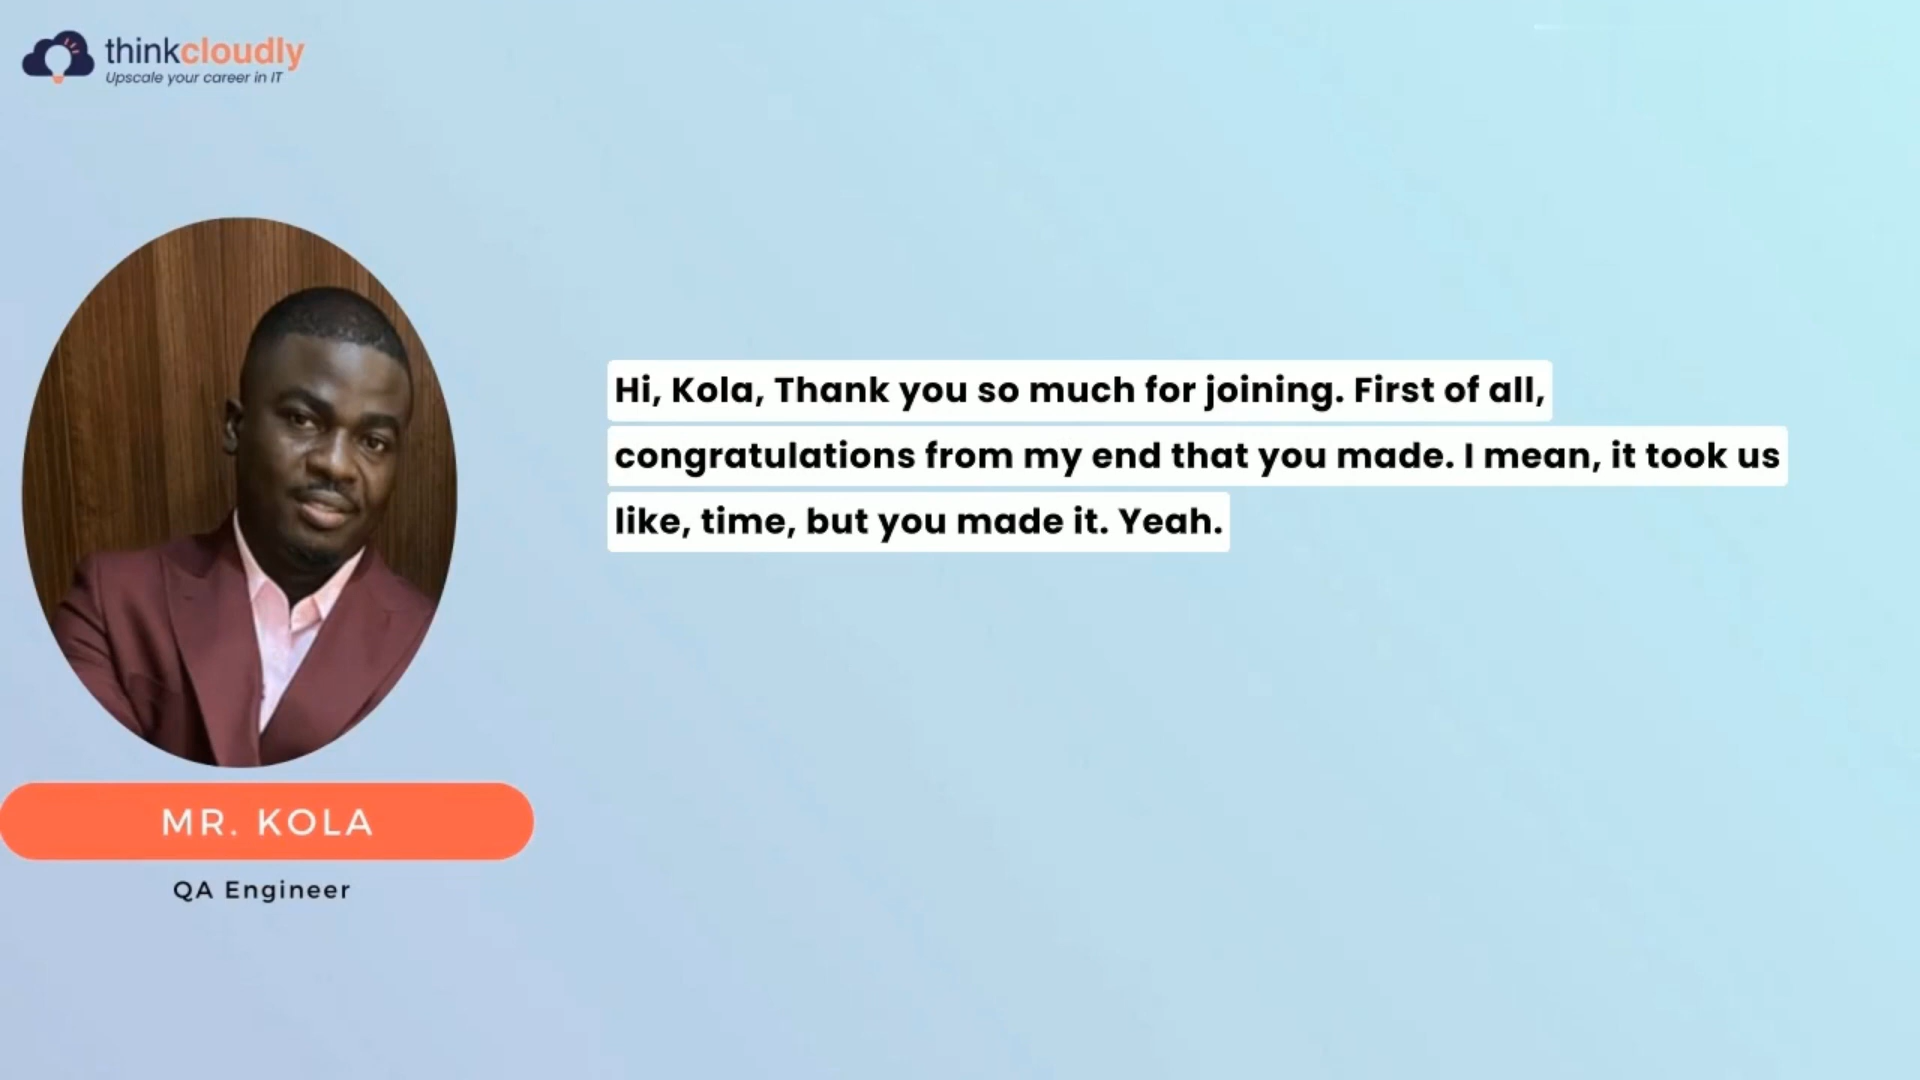 thinkcloudly
Upscale your career in IT
Hi, Kola, Thank you so much for joining. First of all,
congratulations from my end that you made. I mean, it took us
like, time, but you made it. Yeah.
MR. KOLA
QA Engineer